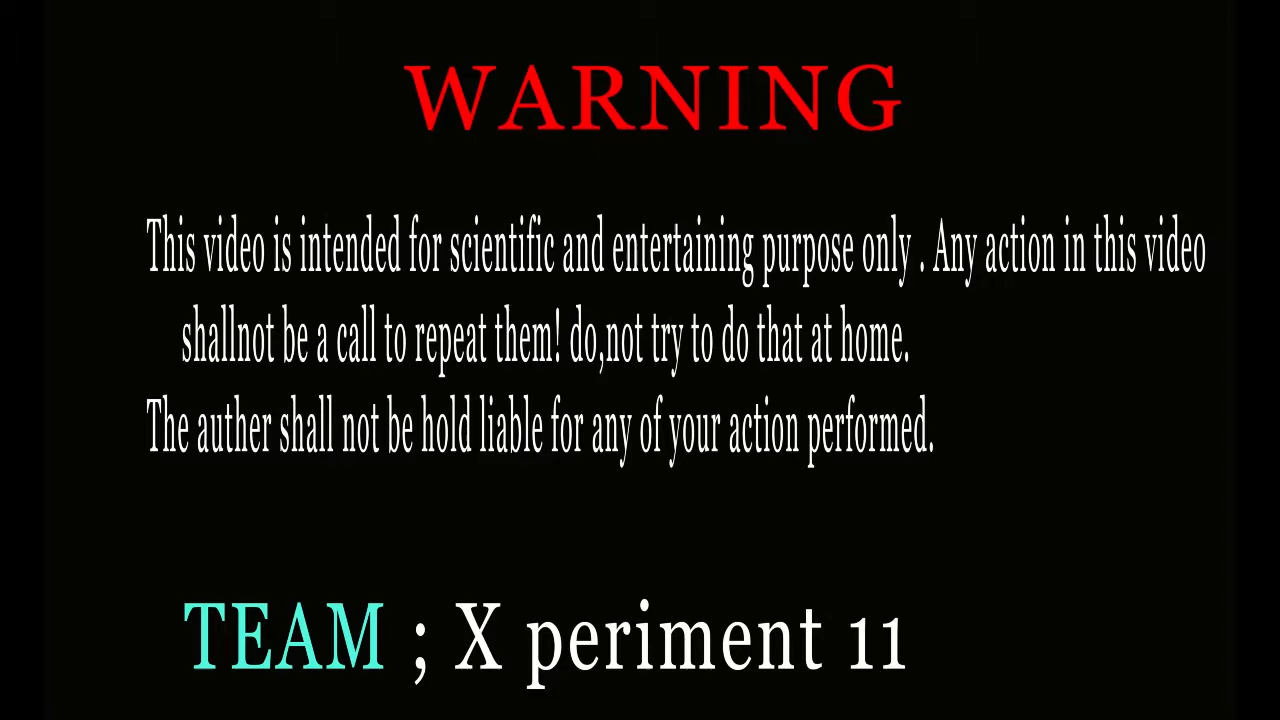 WARNING
This video is intended for scientific and entertaining purpose only . Any action in this video
shallnot be a call to repeat them! do,not try to do that at home.
The auther shall not be hold liable for any of your action performed.
TEAM ; X periment 11